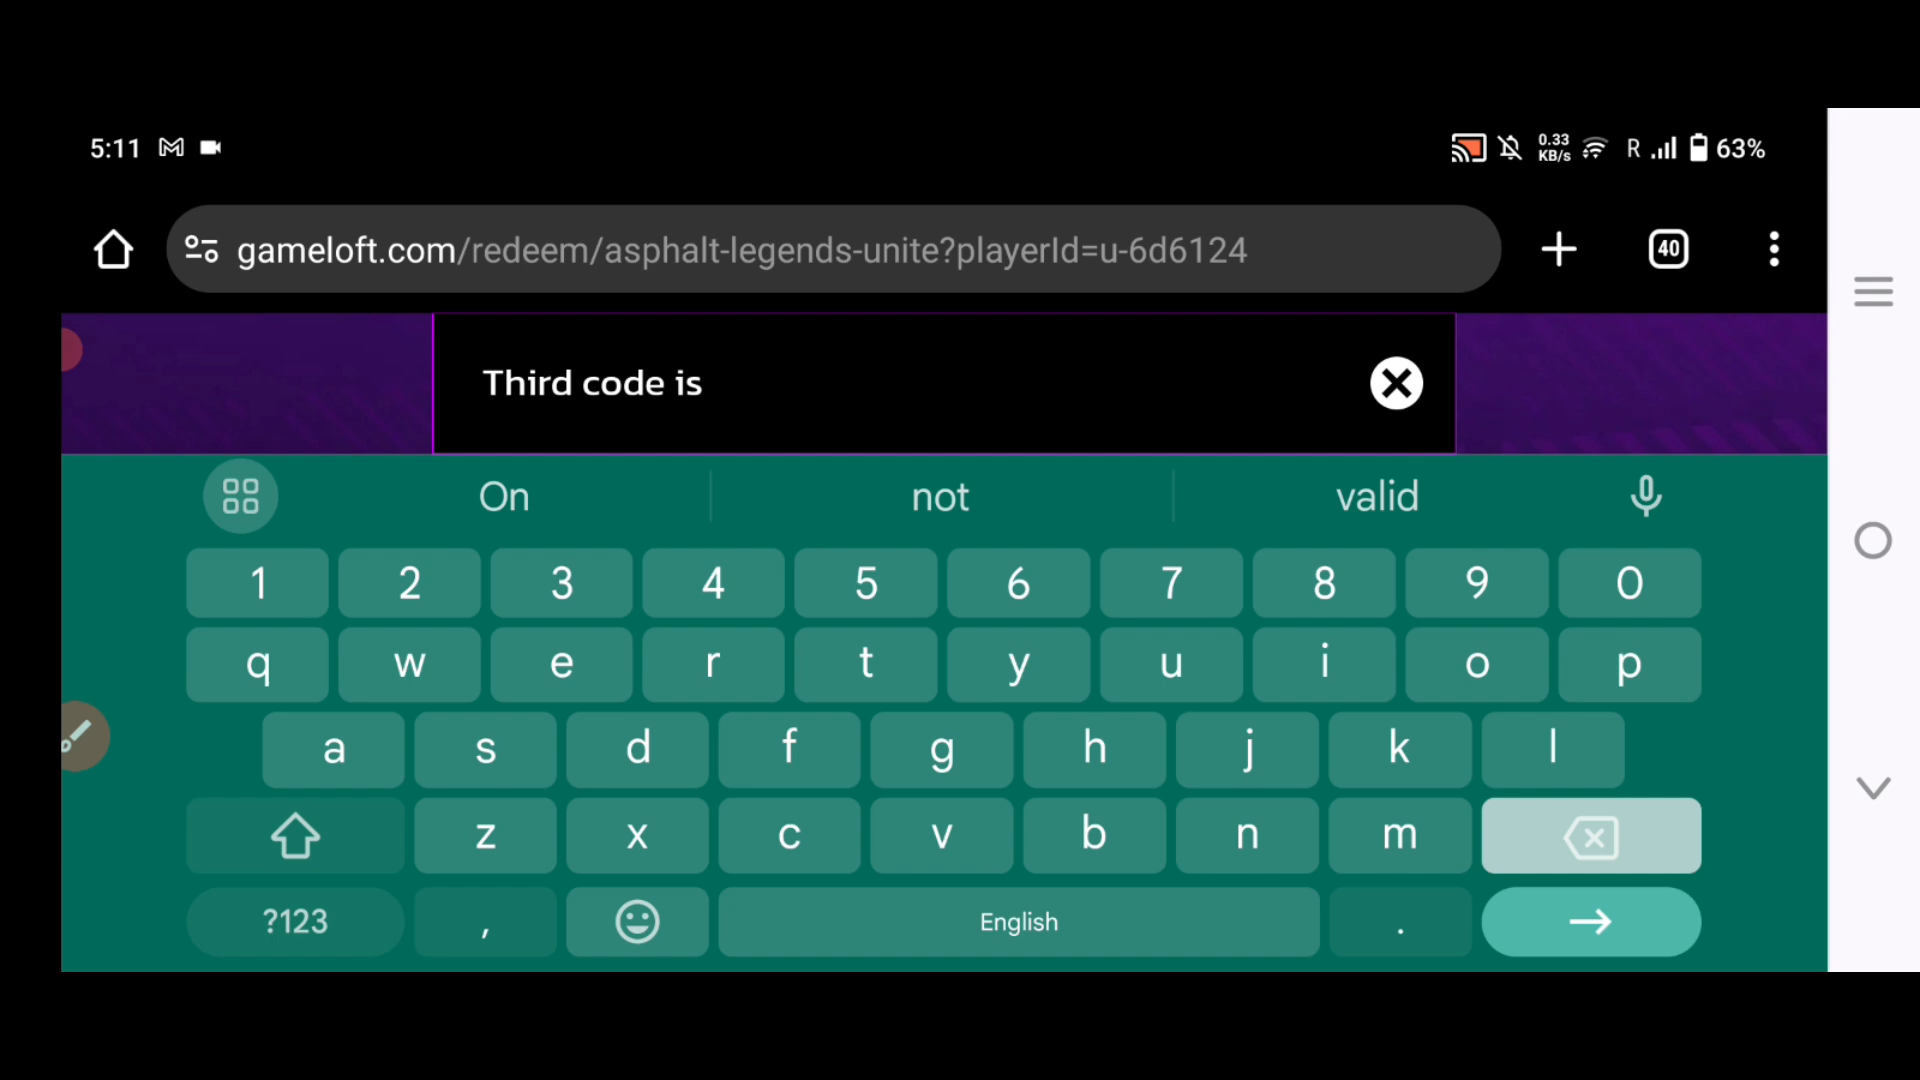 5:11
0.33
KB/s
R
63%
gameloft.com/redeem/asphalt-legends-unite?playerId=u-6d6124
40
Third code is
On not valid
1 2 3 4 5 6 7 8 9 0
q w e r t y u i o p
a s d f g h j k l
z x c v b n m
?123 , English .